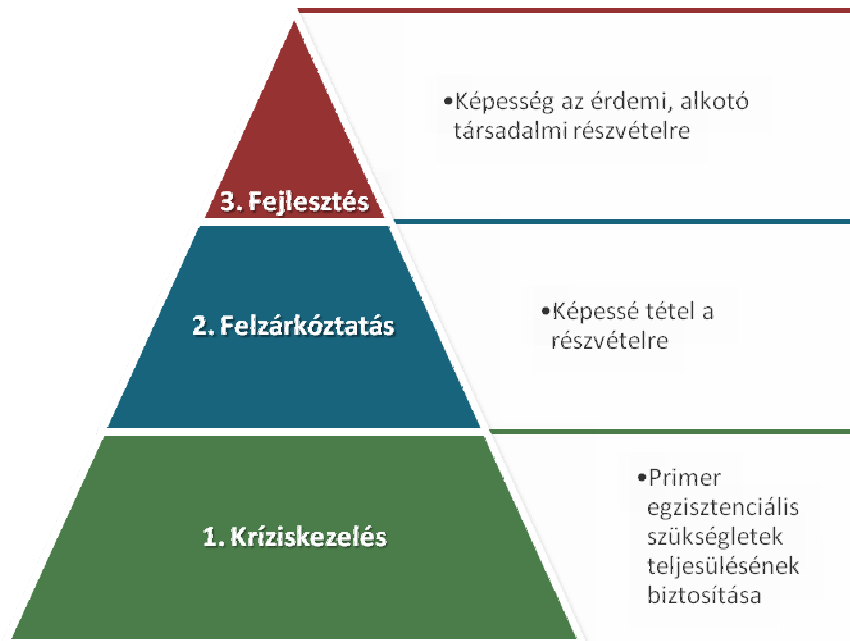 •Képesség az érdemi, alkotó
társadalmi részvételre
3. Fejlesztés
2. Felzárkóztatás
•Képessé tétel a
részvételre
1. Kríziskezelés
•Primer
egzisztenciális
szükségletek
teljesülésének
biztosítása